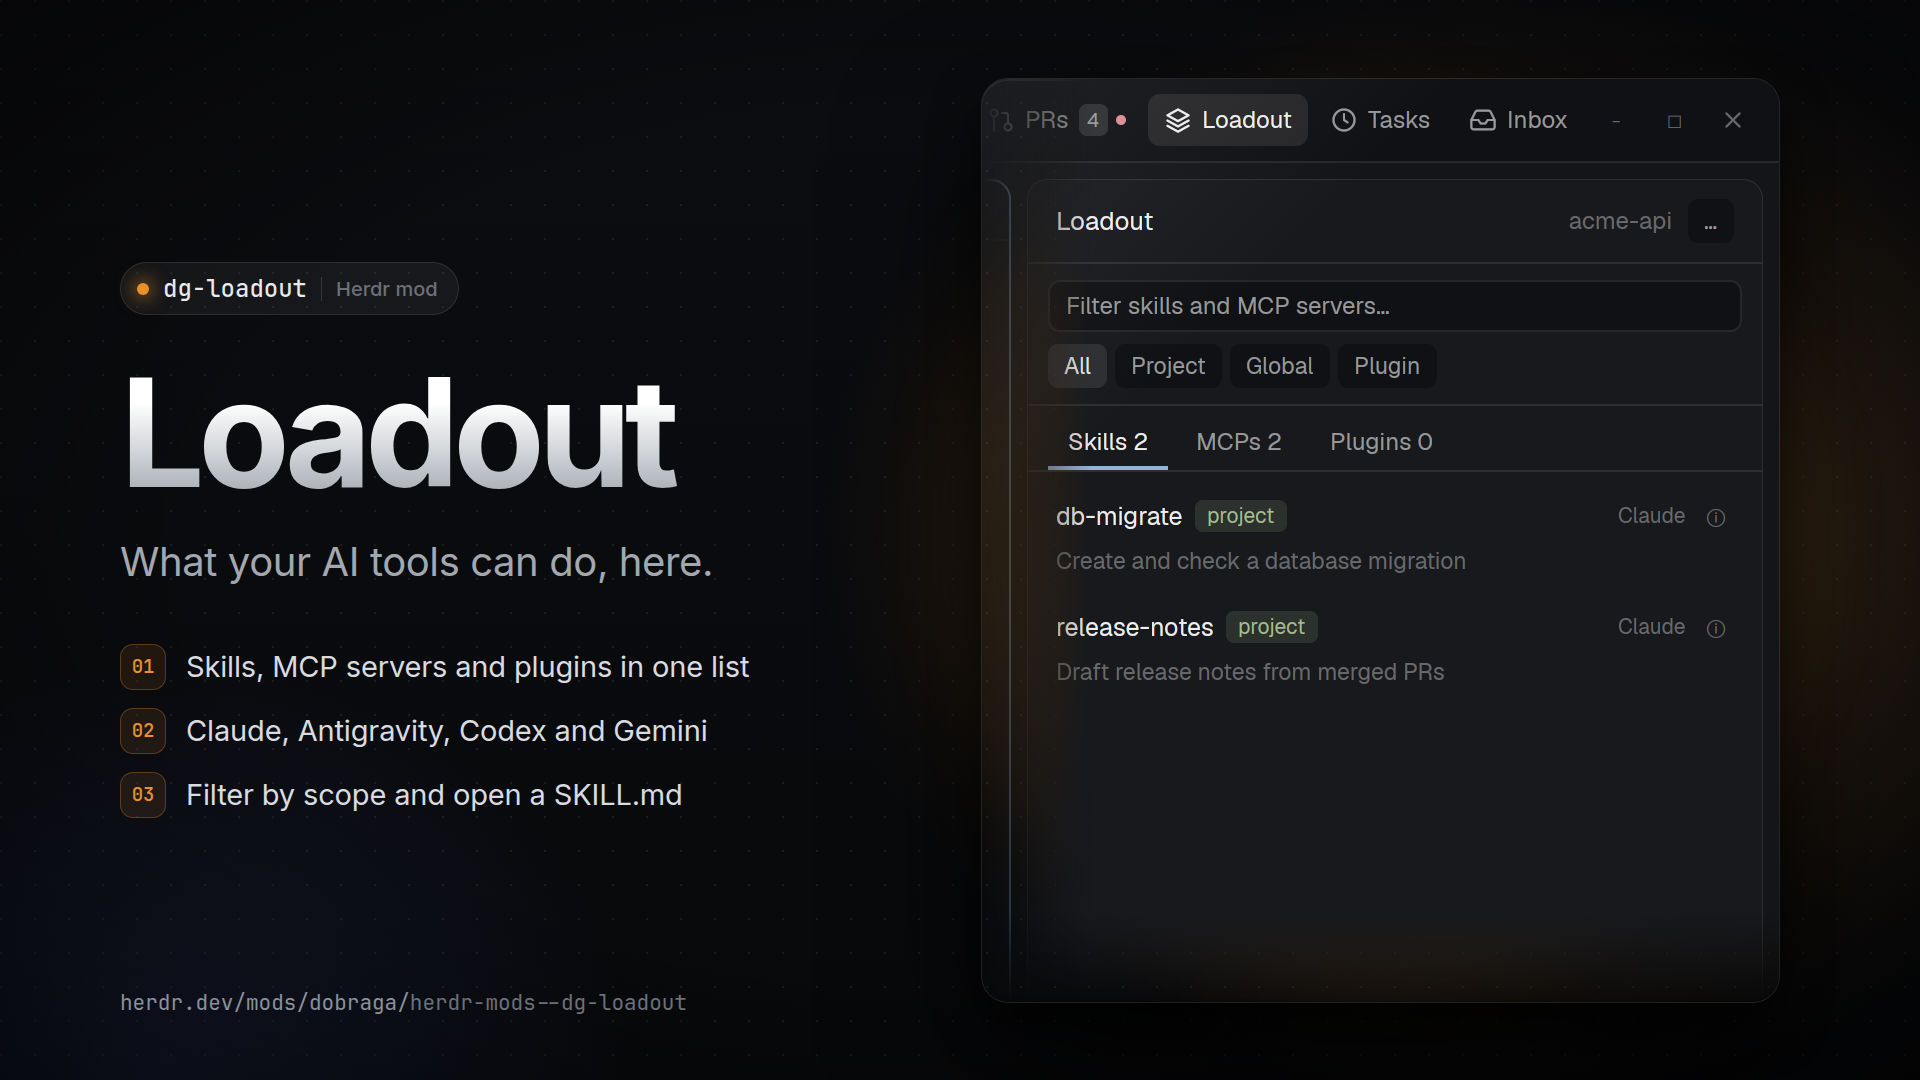 dg-loadout | Herdr mod
Loadout
What your AI tools can do, here.
01 Skills, MCP servers and plugins in one list
02 Claude, Antigravity, Codex and Gemini
03 Filter by scope and open a SKILL.md
herdr.dev/mods/dobraga/herdr-mods--dg-loadout
PRs 4 Loadout Tasks Inbox
Loadout acme-api …
Filter skills and MCP servers…
All Project Global Plugin
Skills 2 MCPs 2 Plugins 0
db-migrate project Claude
Create and check a database migration
release-notes project Claude
Draft release notes from merged PRs